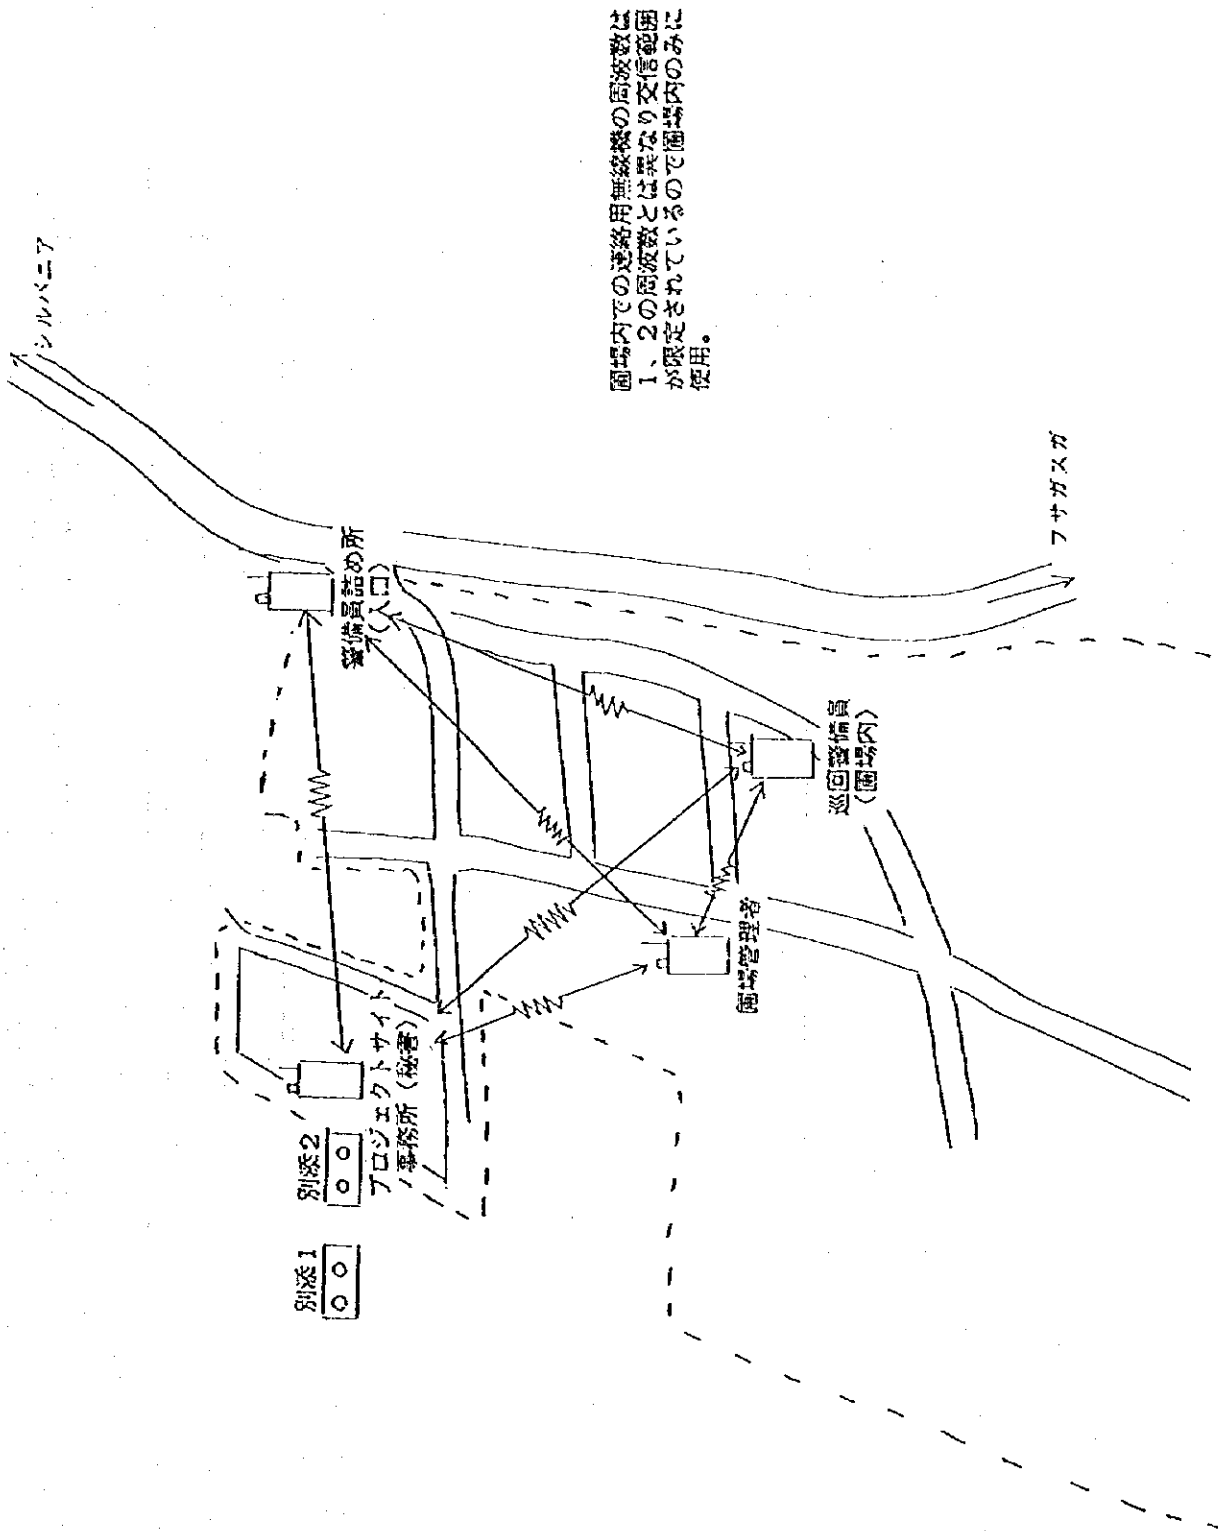 別添1
別添2
プロジェクトサイト
事務所(秘書)
警備員詰め所
(入口)
シルバニア
圃場管理者
巡回警備員
(圃場内)
フサガスガ
圃場内での連絡用無線機の周波数は
1、2の周波数とは異なり交信範囲
が限定されているので圃場内のみに
使用。